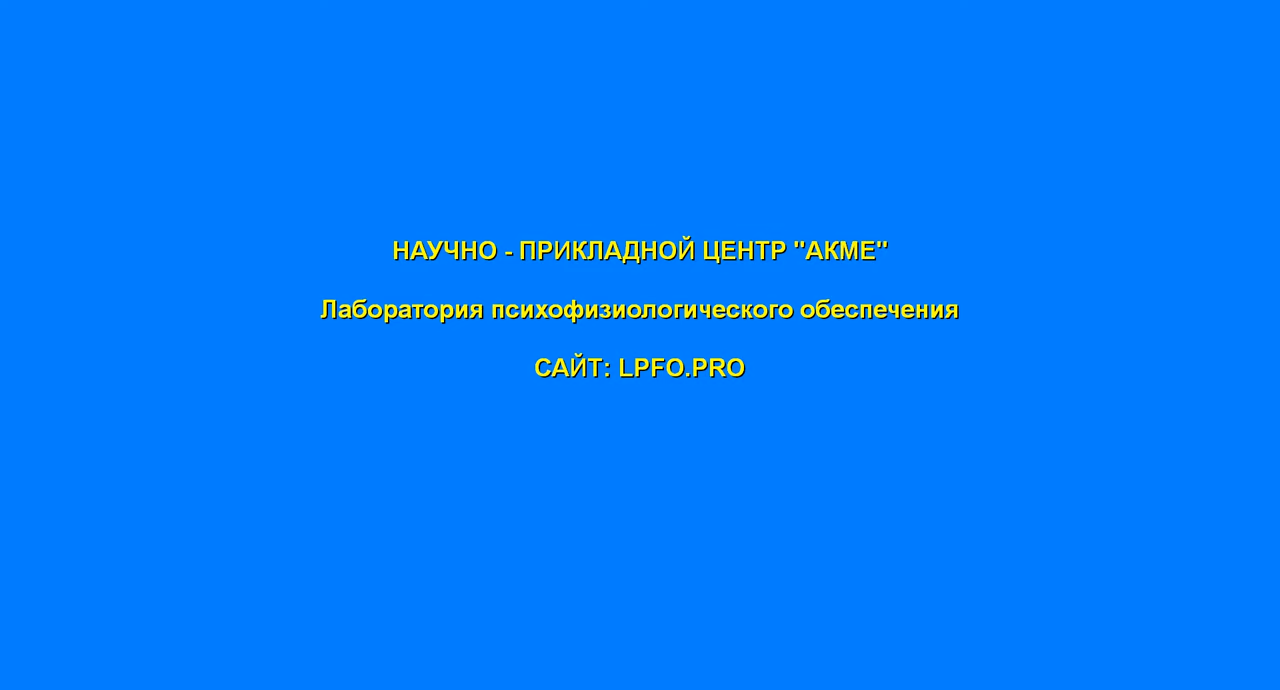 НАУЧНО - ПРИКЛАДНОЙ ЦЕНТР "АКМЕ"
Лаборатория психофизиологического обеспечения
САЙТ: LPFO.PRO